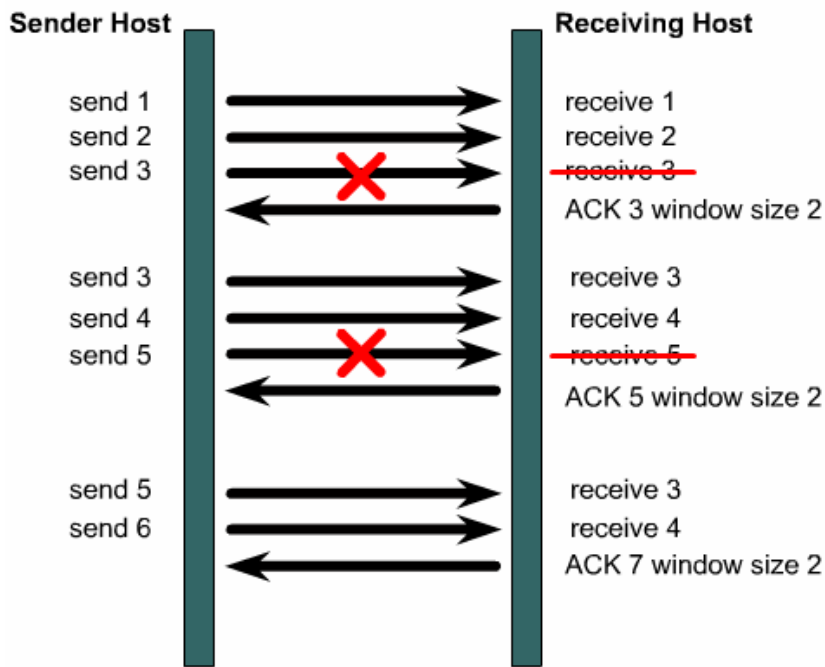 Sender Host
Receiving Host
send 1
receive 1
send 2
receive 2
send 3
receive 3
ACK 3 window size 2
send 3
receive 3
send 4
receive 4
send 5
receive 5
ACK 5 window size 2
send 5
receive 3
send 6
receive 4
ACK 7 window size 2